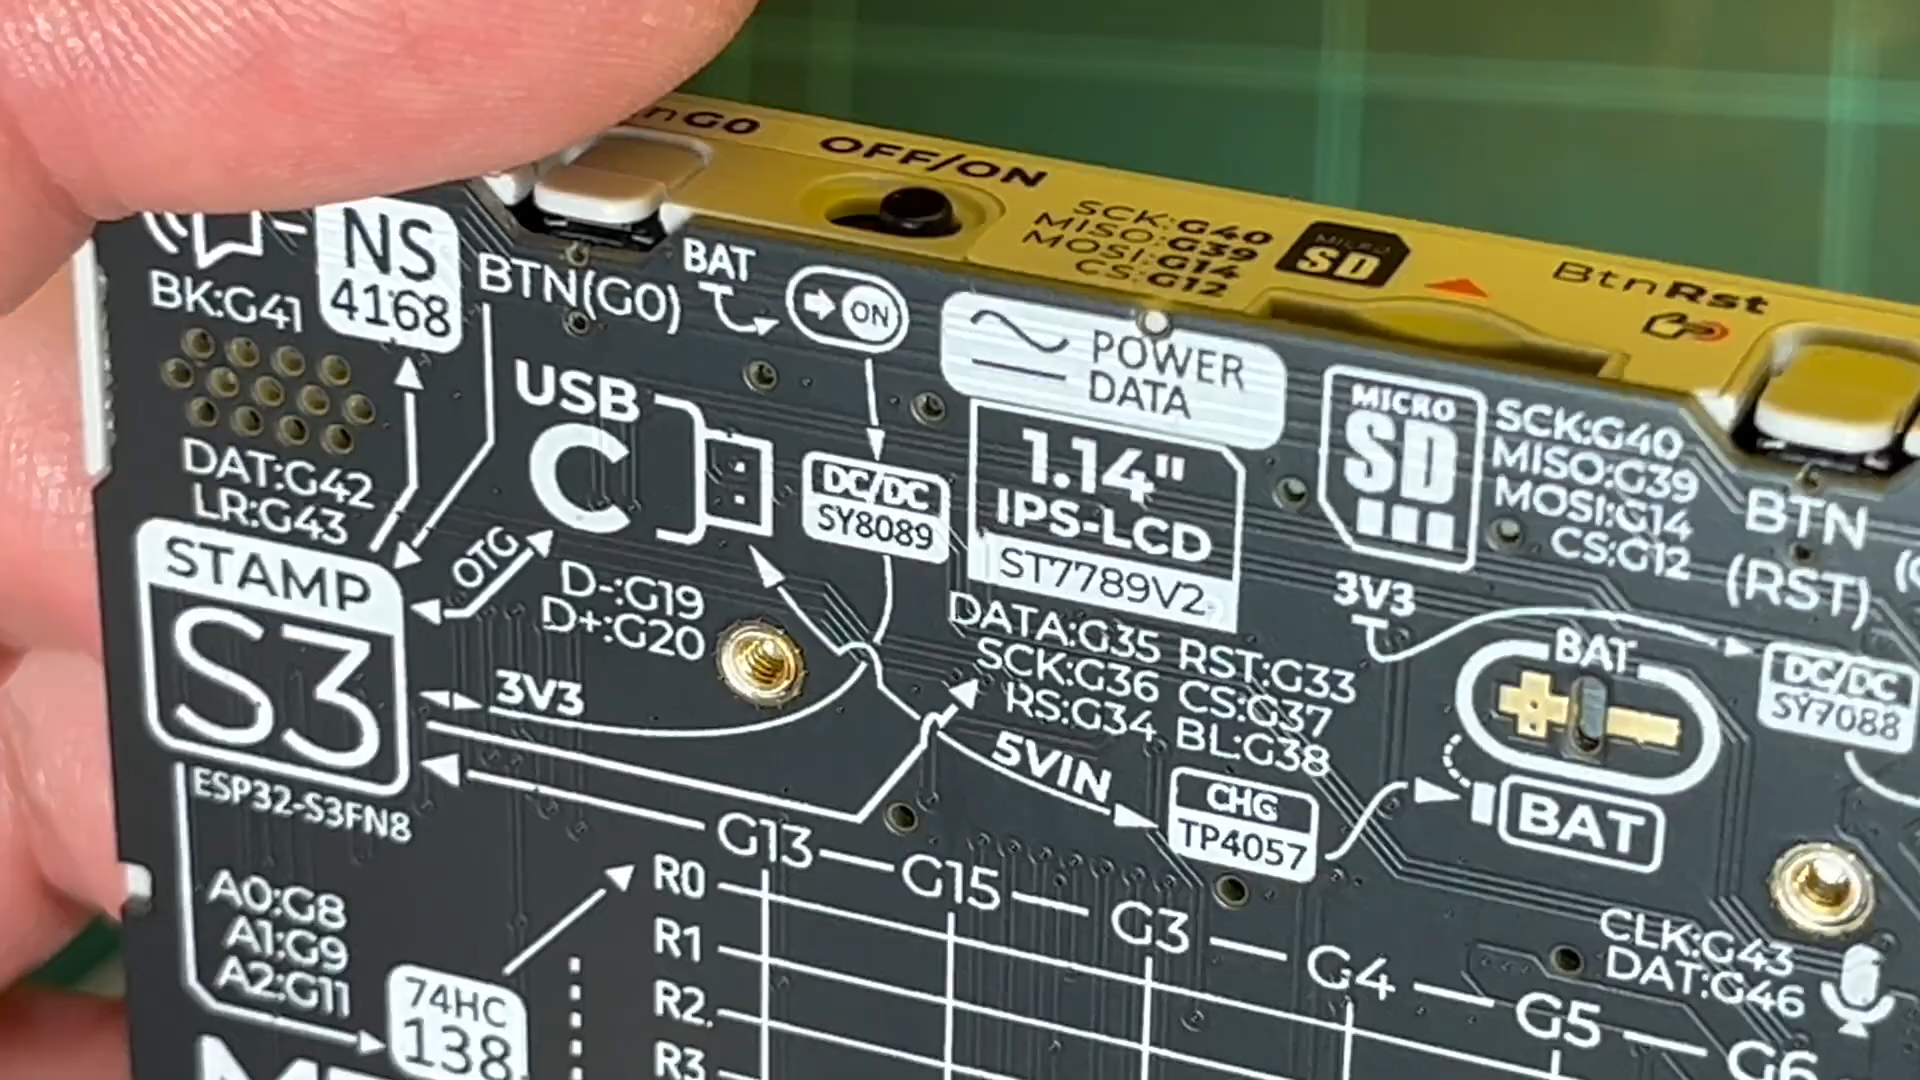 nG0
OFF/ON
SCK:G40
MISO:G39
MOSI:G14
CS:G12
MICRO
SD
BtnRst
NS
4168
BK:G41
BTN(G0)
BAT
ON
POWER
DATA
USB
C
DAT:G42
LR:G43
OTG
D-:G19
D+:G20
DC/DC
SY8089
1.14"
IPS-LCD
ST7789V2
DATA:G35 RST:G33
SCK:G36 CS:G37
RS:G34 BL:G38
MICRO
SD
SCK:G40
MISO:G39
MOSI:G14
CS:G12
BTN
(RST)
3V3
BAT
DC/DC
SY7088
STAMP
S3
ESP32-S3FN8
3V3
5VIN
CHG
TP4057
BAT
A0:G8
A1:G9
A2:G11
74HC
138
G13
G15
G3
G4
G5
G6
R0
R1
R2
R3
CLK:G43
DAT:G46